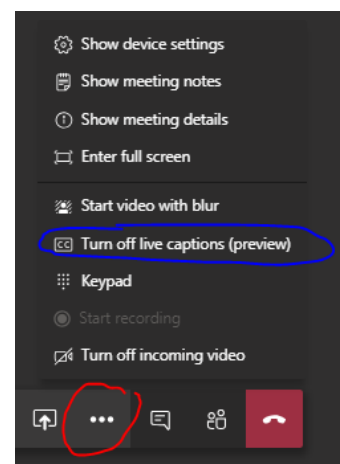 Show device settings
Show meeting notes
Show meeting details
Enter full screen
Start video with blur
CC Turn off live captions (preview)
Keypad
Start recording
Turn off incoming video